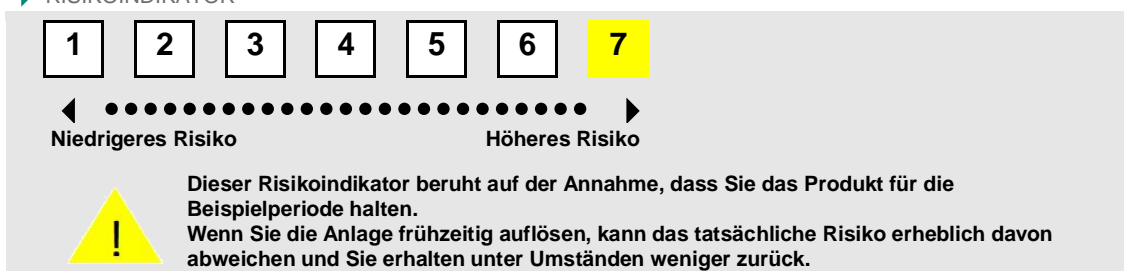 RISIKOINDIKATOR
1 2 3 4 5 6 7
Niedrigeres Risiko Höheres Risiko
Dieser Risikoindikator beruht auf der Annahme, dass Sie das Produkt für die
Beispielperiode halten.
Wenn Sie die Anlage frühzeitig auflösen, kann das tatsächliche Risiko erheblich davon
abweichen und Sie erhalten unter Umständen weniger zurück.
!